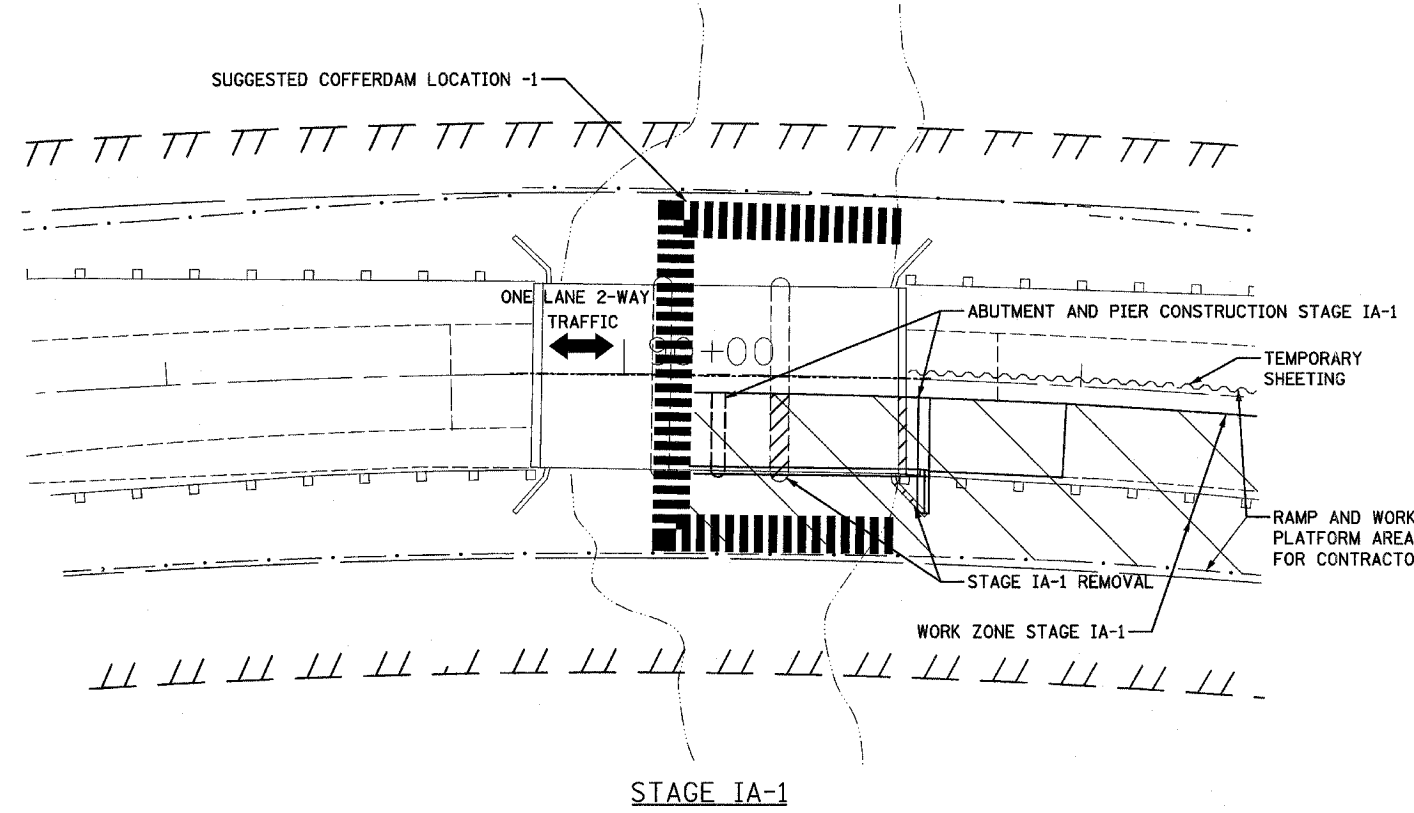 SUGGESTED COFFERDAM LOCATION -1
ONE LANE 2-WAY
TRAFFIC
90+00
ABUTMENT AND PIER CONSTRUCTION STAGE IA-1
TEMPORARY
SHEETING
RAMP AND WORK
PLATFORM AREA
FOR CONTRACTO
STAGE IA-1 REMOVAL
WORK ZONE STAGE IA-1
STAGE IA-1